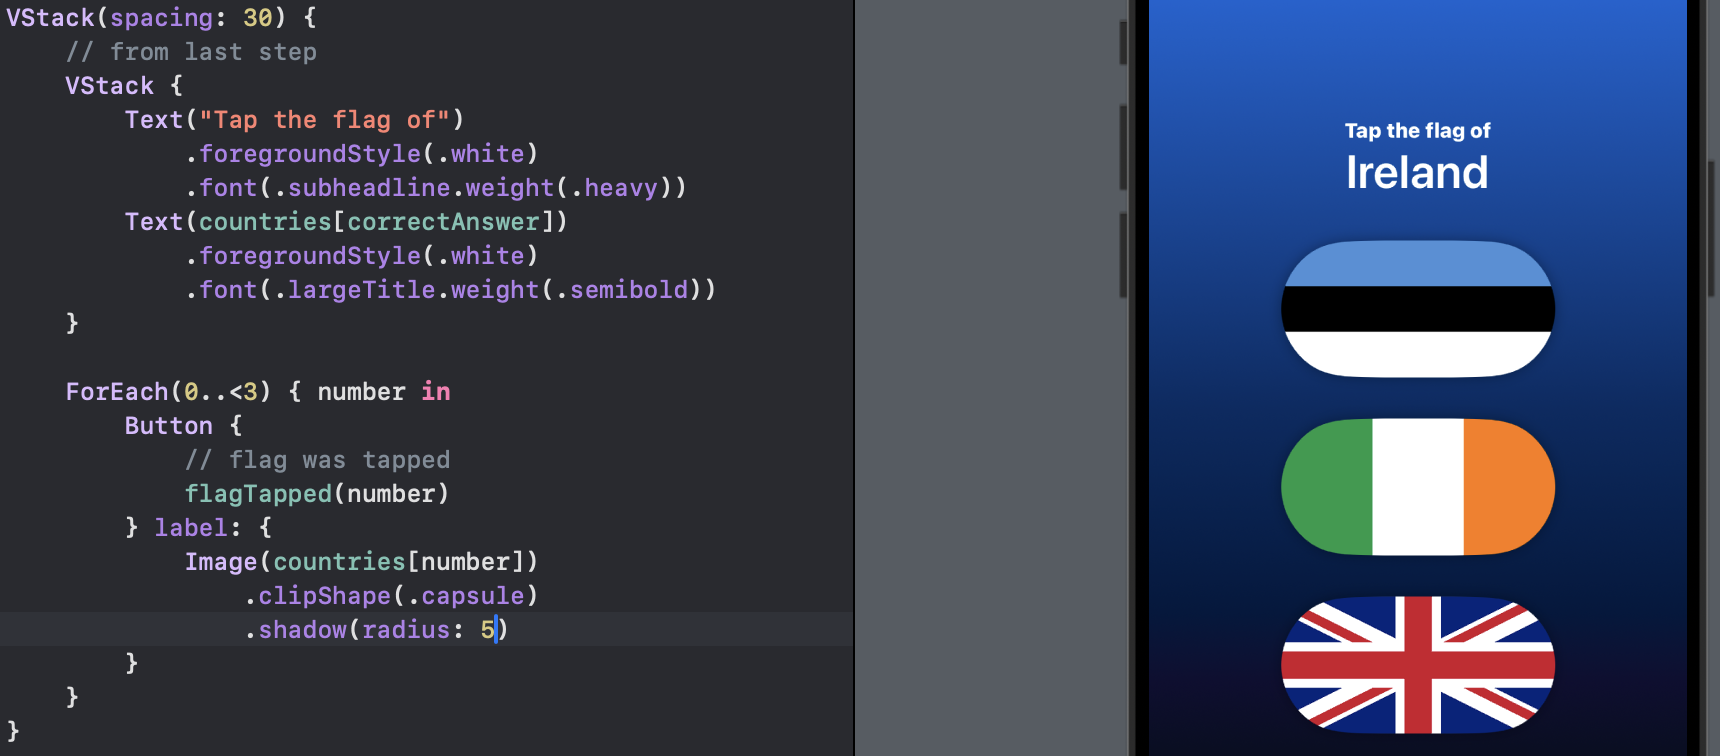 VStack(spacing: 30) {
    // from last step
    VStack {
        Text("Tap the flag of")
            .foregroundStyle(.white)
            .font(.subheadline.weight(.heavy))
        Text(countries[correctAnswer])
            .foregroundStyle(.white)
            .font(.largeTitle.weight(.semibold))
    }

    ForEach(0..<3) { number in
        Button {
            // flag was tapped
            flagTapped(number)
        } label: {
            Image(countries[number])
                .clipShape(.capsule)
                .shadow(radius: 5)
        }
    }
}
Tap the flag of
Ireland